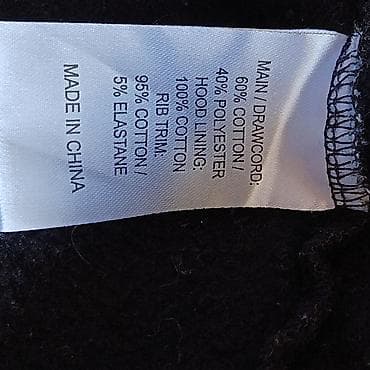 MAIN / DRAWCORD:
60% COTTON /
40% POLYESTER
HOOD LINING:
100% COTTON
RIB TRIM:
95% COTTON /
5% ELASTANE
MADE IN CHINA